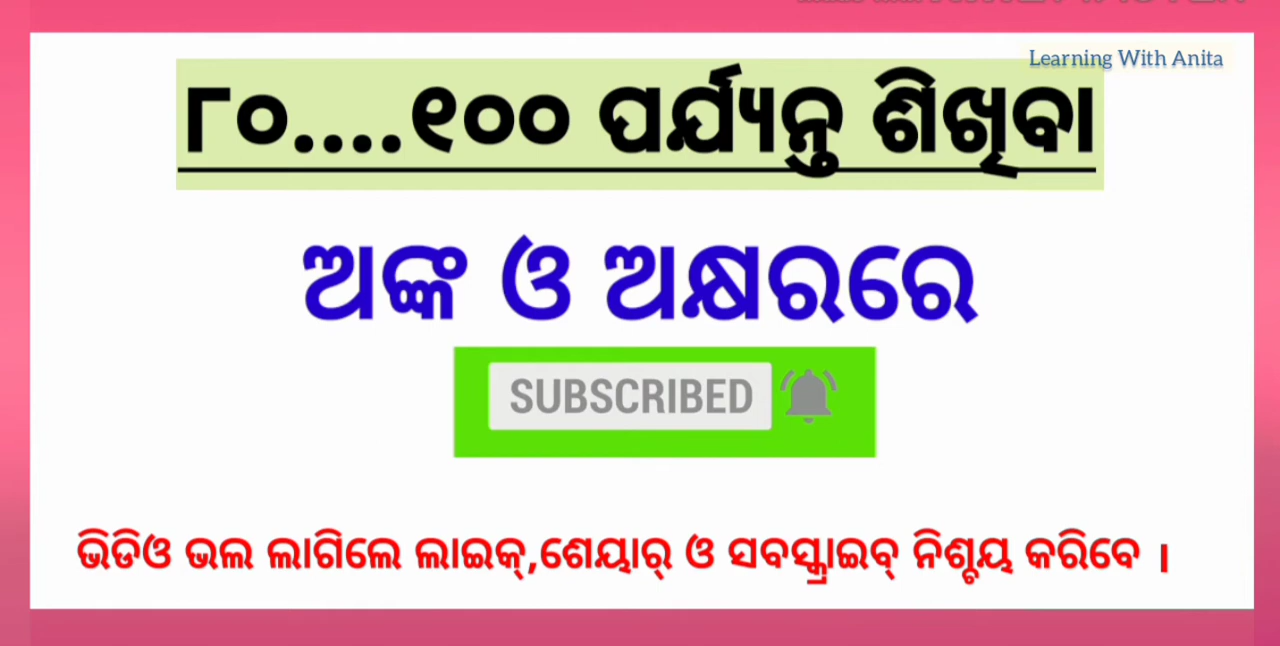 Learning With Anita
୮୦....୧୦୦ ପର୍ଯ୍ୟନ୍ତ ଶିଖିବା
ଅଙ୍କ ଓ ଅକ୍ଷରରେ
SUBSCRIBED
ଭିଡିଓ ଭଲ ଲାଗିଲେ ଲାଇକ୍,ଶେୟାର୍ ଓ ସବସ୍କ୍ରାଇବ୍ ନିଶ୍ଚୟ କରିବେ ।